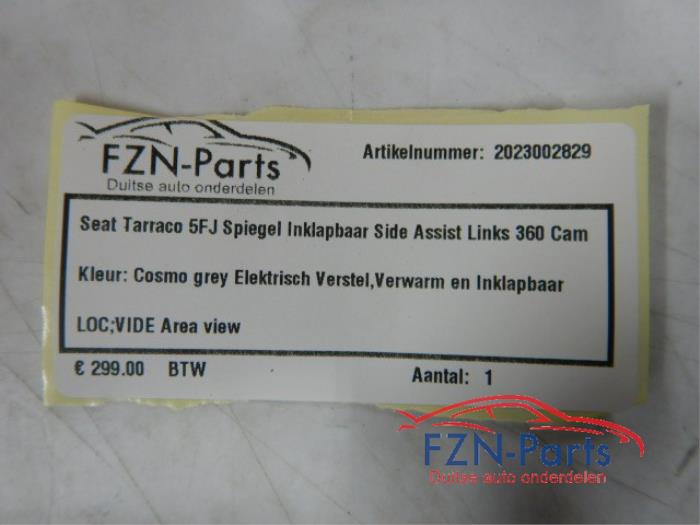 FZN-Parts
Duitse auto onderdelen
Artikelnummer: 2023002829
Seat Tarraco 5FJ Spiegel Inklapbaar Side Assist Links 360 Cam
Kleur: Cosmo grey Elektrisch Verstel,Verwarm en Inklapbaar
LOC;VIDE Area view
€ 299.00 BTW
Aantal: 1
FZN-Parts
Duitse auto onderdelen